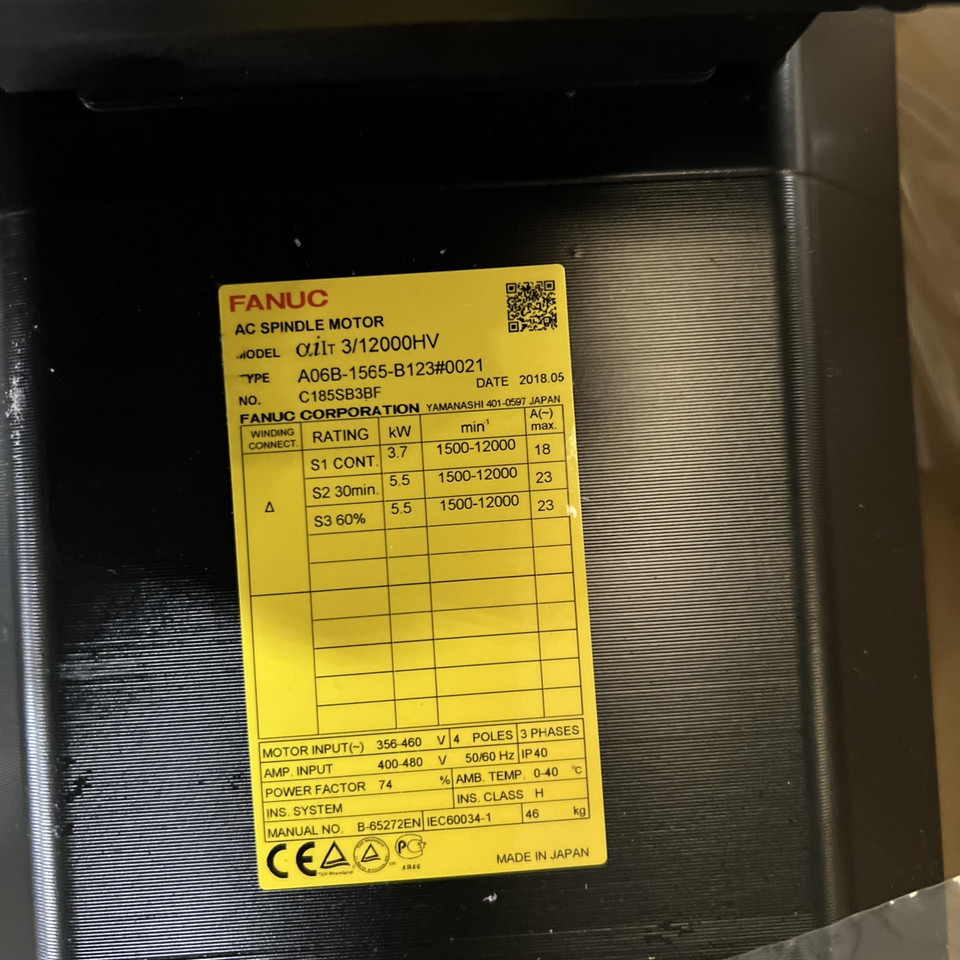 FANUC
AC SPINDLE MOTOR
MODEL αiIT 3/12000HV
TYPE A06B-1565-B123#0021
NO. C185SB3BF DATE 2018.05
FANUC CORPORATION YAMANASHI 401-0597 JAPAN
WINDING CONNECT. RATING kW min-1 A(~) max.
Δ
S1 CONT. 3.7 1500-12000 18
S2 30min. 5.5 1500-12000 23
S3 60% 5.5 1500-12000 23
MOTOR INPUT(~) 356-460 V 4 POLES 3 PHASES
AMP. INPUT 400-480 V 50/60 Hz IP40
POWER FACTOR 74 % AMB. TEMP. 0-40 °C
INS. SYSTEM INS. CLASS H
MANUAL NO. B-65272EN IEC60034-1 46 kg
CE TÜV Rheinland PG
MADE IN JAPAN